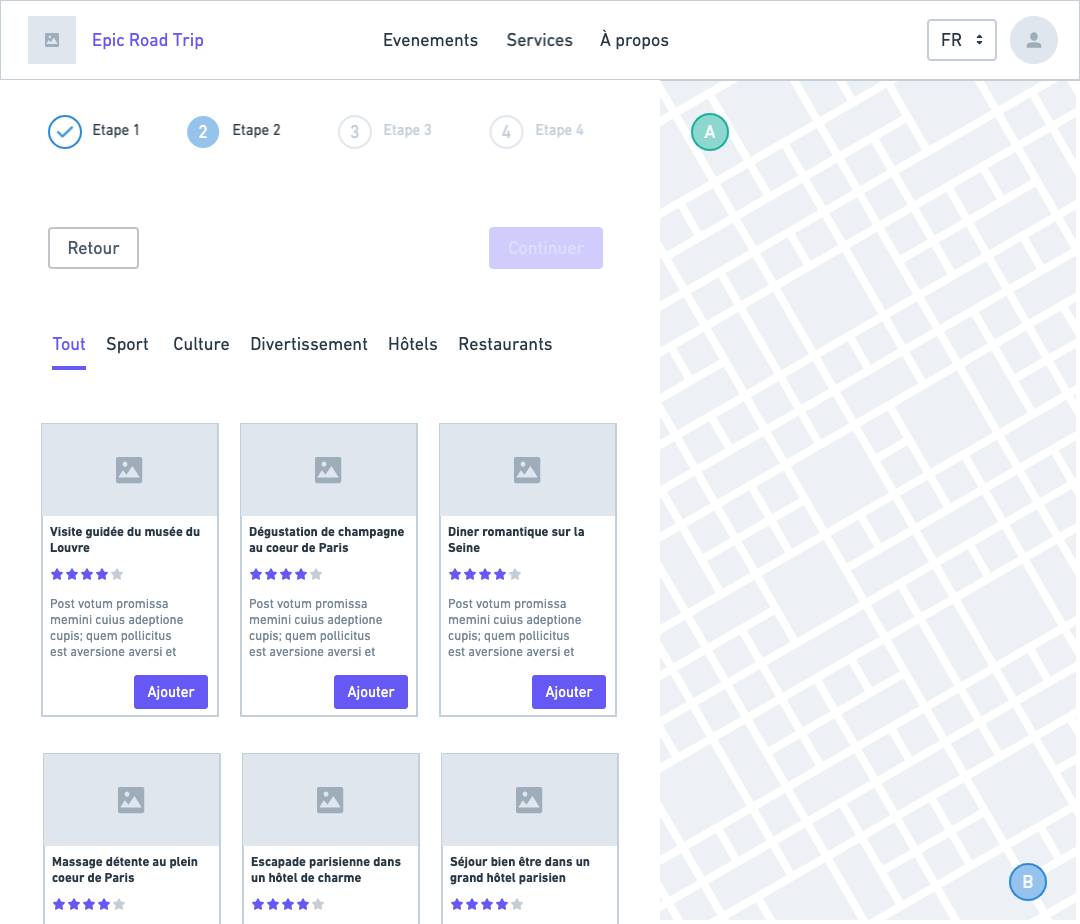 Epic Road Trip
Evenements Services À propos
FR
Etape 1
2 Etape 2
3 Etape 3
4 Etape 4
A
Retour
Continuer
Tout Sport Culture Divertissement Hôtels Restaurants
Visite guidée du musée du
Louvre
Post votum promissa
memini cuius adeptione
cupis; quem pollicitus
est aversione aversi et
Ajouter
Dégustation de champagne
au coeur de Paris
Post votum promissa
memini cuius adeptione
cupis; quem pollicitus
est aversione aversi et
Ajouter
Diner romantique sur la
Seine
Post votum promissa
memini cuius adeptione
cupis; quem pollicitus
est aversione aversi et
Ajouter
Massage détente au plein
coeur de Paris
Escapade parisienne dans
un hôtel de charme
Séjour bien être dans un
grand hôtel parisien
B